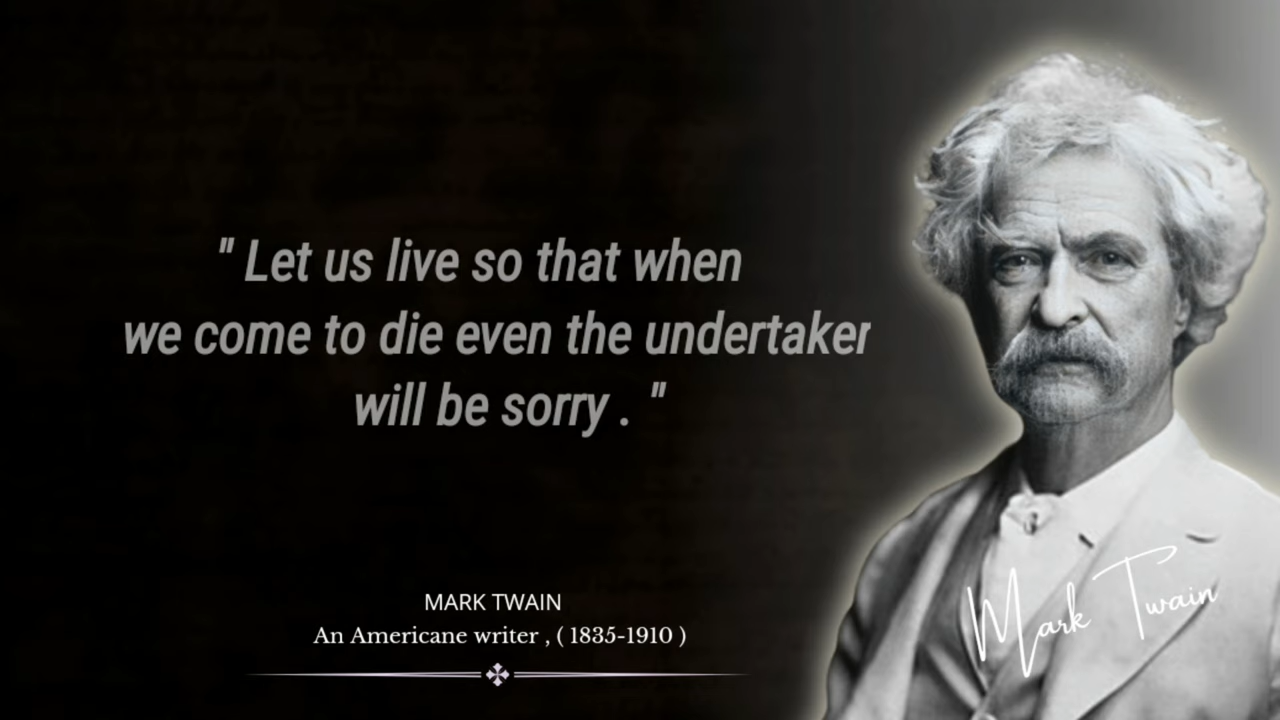 " Let us live so that when
we come to die even the undertaker
will be sorry . "
MARK TWAIN
An Americane writer , ( 1835-1910 )
Mark Twain